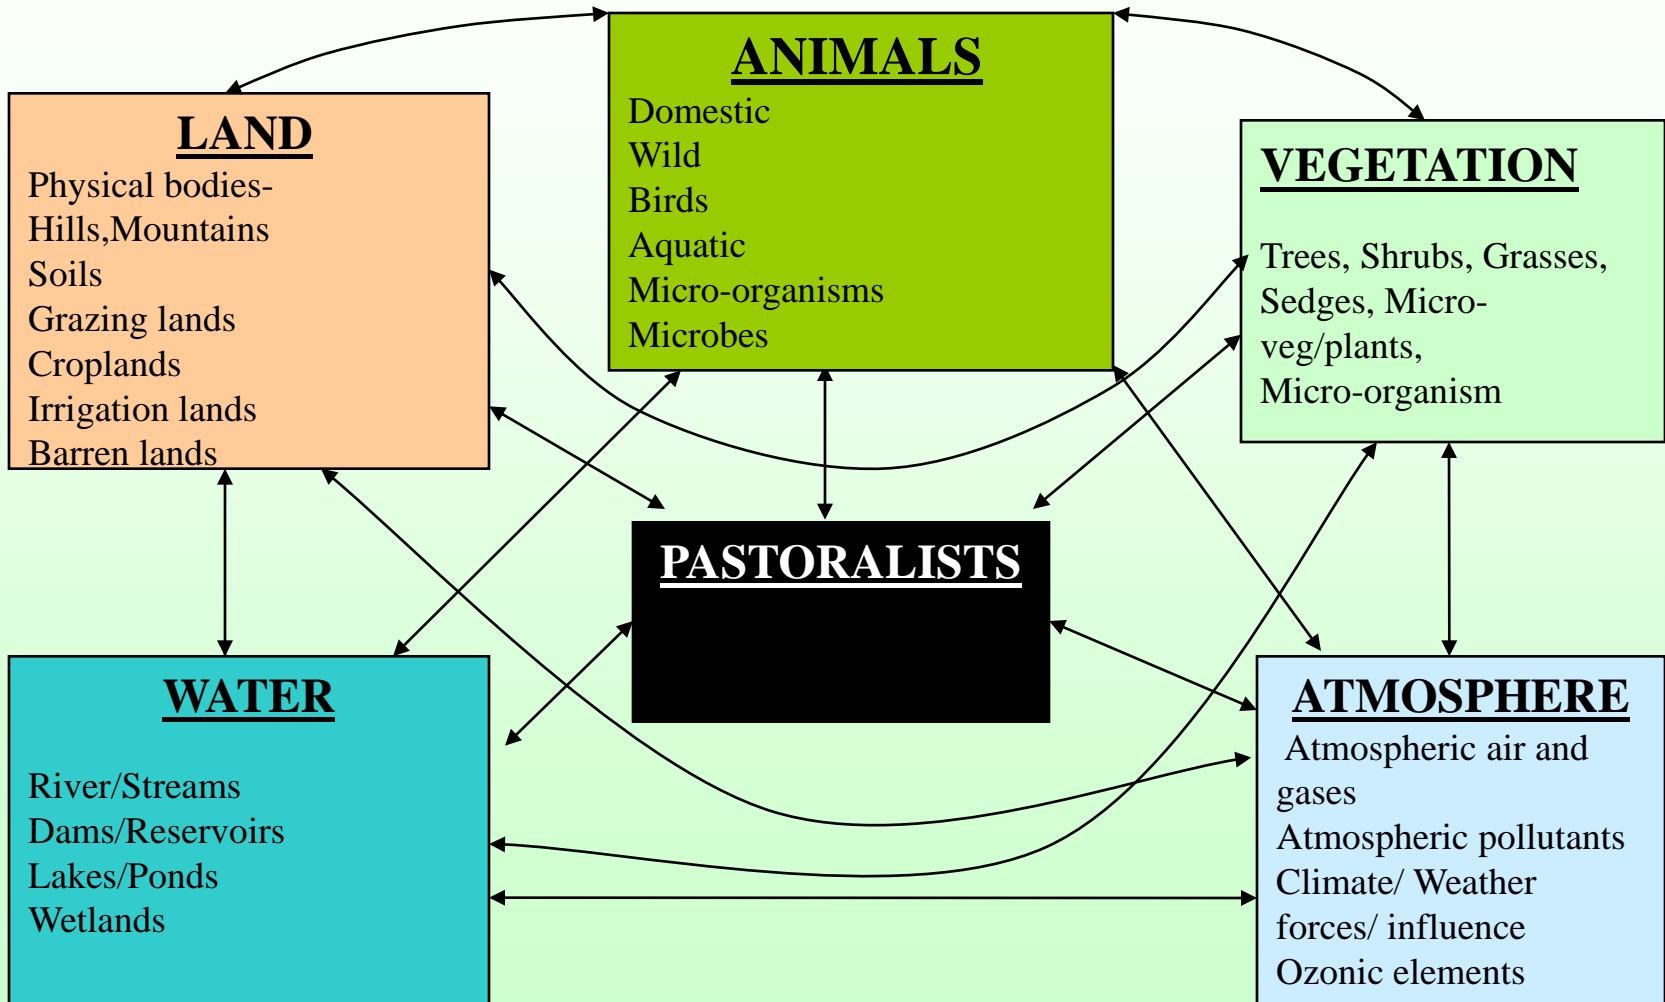 ANIMALS
Domestic
Wild
Birds
Aquatic
Micro-organisms
Microbes
LAND
Physical bodies-
Hills,Mountains
Soils
Grazing lands
Croplands
Irrigation lands
Barren lands
VEGETATION
Trees, Shrubs, Grasses,
Sedges, Micro-
veg/plants,
Micro-organism
PASTORALISTS
WATER
River/Streams
Dams/Reservoirs
Lakes/Ponds
Wetlands
ATMOSPHERE
Atmospheric air and
gases
Atmospheric pollutants
Climate/ Weather
forces/ influence
Ozonic elements